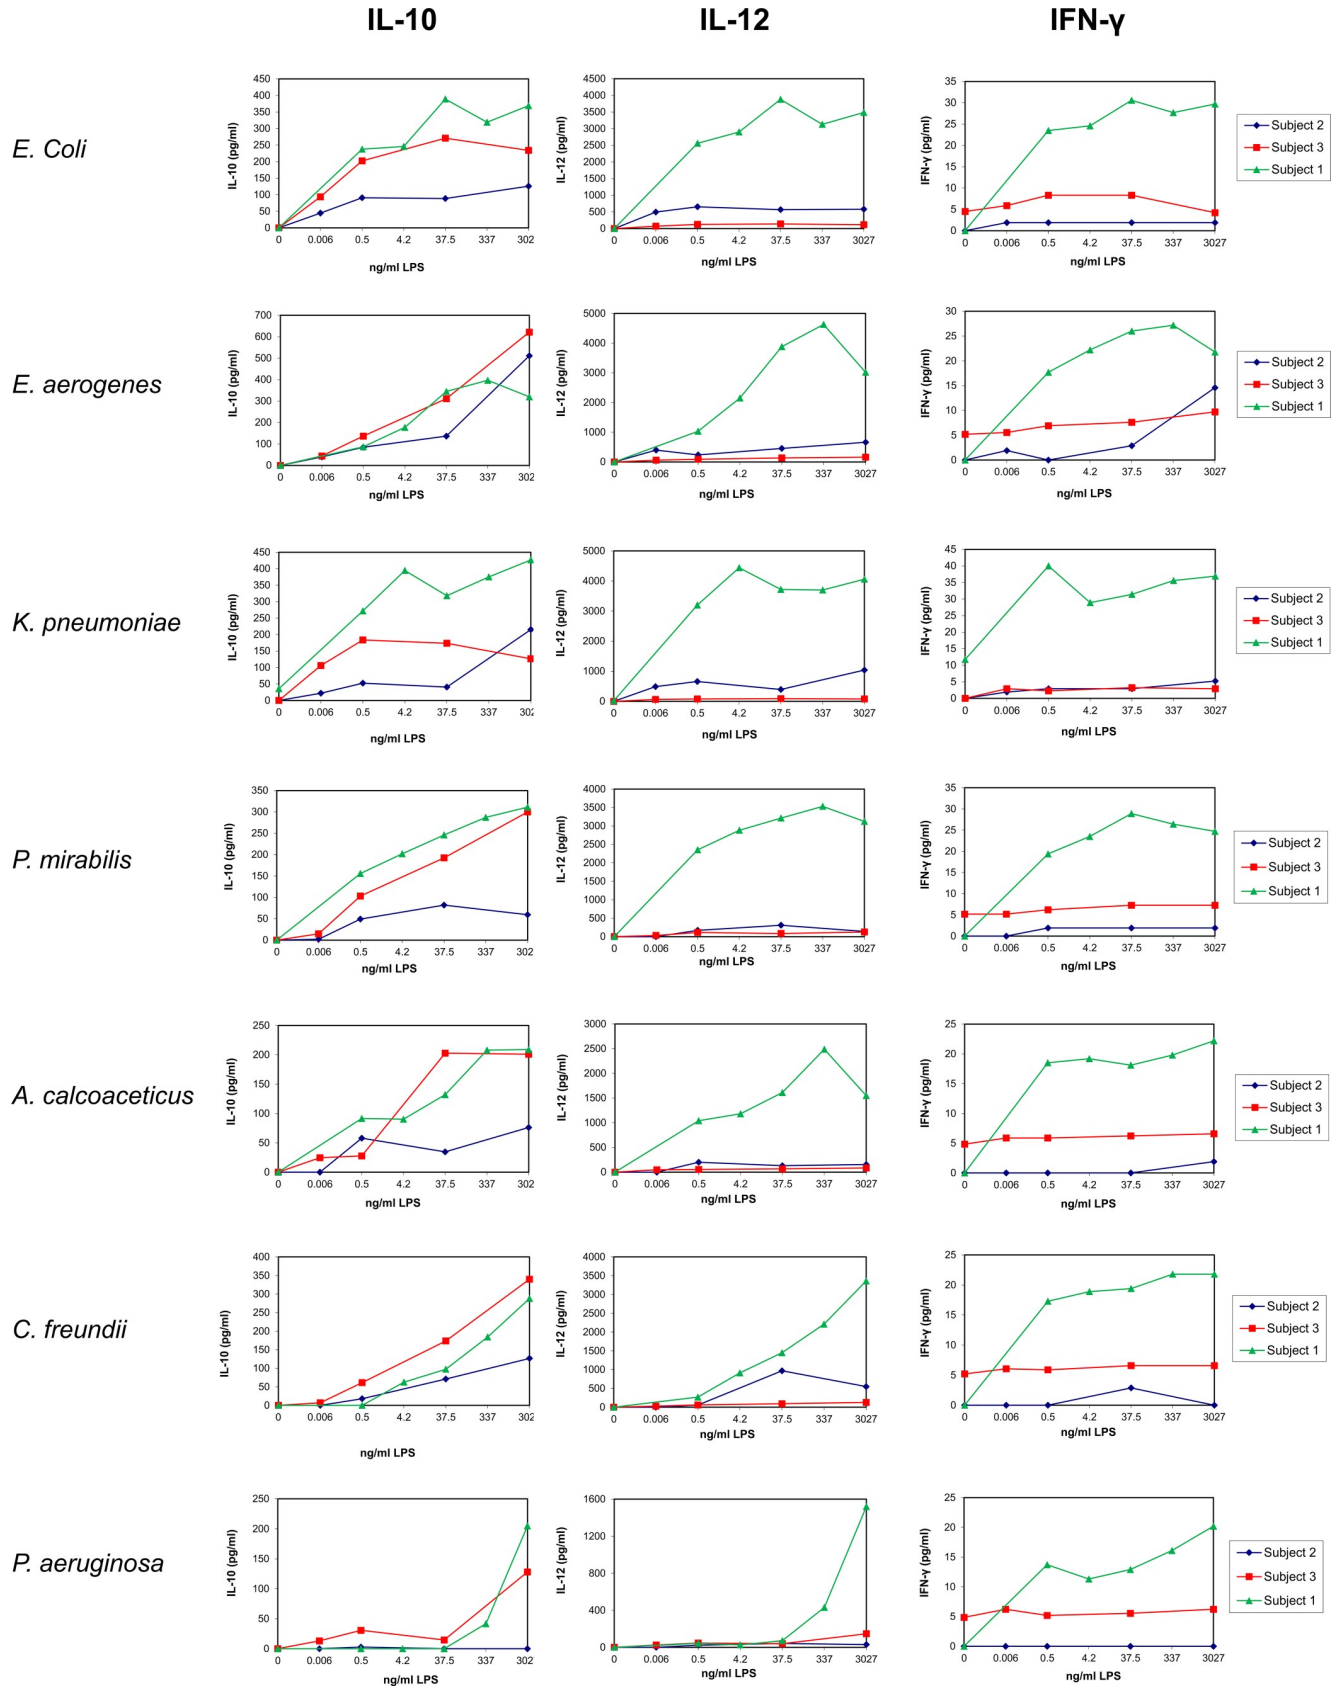 IL-10 IL-12 IFN-γ
E. Coli
IL-10 (pg/ml)
450
400
350
300
250
200
150
100
50
0
0 0.006 0.5 4.2 37.5 337 302
ng/ml LPS
IL-12 (pg/ml)
4500
4000
3500
3000
2500
2000
1500
1000
500
0
0 0.006 0.5 4.2 37.5 337 3027
ng/ml LPS
IFN-γ (pg/ml)
35
30
25
20
15
10
5
0
0 0.006 0.5 4.2 37.5 337 3027
ng/ml LPS
Subject 2
Subject 3
Subject 1
E. aerogenes
IL-10 (pg/ml)
700
600
500
400
300
200
100
0
0 0.006 0.5 4.2 37.5 337 302
ng/ml LPS
IL-12 (pg/ml)
5000
4000
3000
2000
1000
0
0 0.006 0.5 4.2 37.5 337 3027
ng/ml LPS
IFN-γ (pg/ml)
30
25
20
15
10
5
0
0 0.006 0.5 4.2 37.5 337 3027
ng/ml LPS
Subject 2
Subject 3
Subject 1
K. pneumoniae
IL-10 (pg/ml)
450
400
350
300
250
200
150
100
50
0
0 0.006 0.5 4.2 37.5 337 302
ng/ml LPS
IL-12 (pg/ml)
5000
4000
3000
2000
1000
0
0 0.006 0.5 4.2 37.5 337 3027
ng/ml LPS
IFN-γ (pg/ml)
45
40
35
30
25
20
15
10
5
0
0 0.006 0.5 4.2 37.5 337 3027
ng/ml LPS
Subject 2
Subject 3
Subject 1
P. mirabilis
IL-10 (pg/ml)
350
300
250
200
150
100
50
0
0 0.006 0.5 4.2 37.5 337 302
ng/ml LPS
IL-12 (pg/ml)
4000
3500
3000
2500
2000
1500
1000
500
0
0 0.006 0.5 4.2 37.5 337 3027
ng/ml LPS
IFN-γ (pg/ml)
35
30
25
20
15
10
5
0
0 0.006 0.5 4.2 37.5 337 3027
ng/ml LPS
Subject 2
Subject 3
Subject 1
A. calcoaceticus
IL-10 (pg/ml)
250
200
150
100
50
0
0 0.006 0.5 4.2 37.5 337 302
ng/ml LPS
IL-12 (pg/ml)
3000
2500
2000
1500
1000
500
0
0 0.006 0.5 4.2 37.5 337 3027
ng/ml LPS
IFN-γ (pg/ml)
25
20
15
10
5
0
0 0.006 0.5 4.2 37.5 337 3027
ng/ml LPS
Subject 2
Subject 3
Subject 1
C. freundii
IL-10 (pg/ml)
400
350
300
250
200
150
100
50
0
0 0.006 0.5 4.2 37.5 337 302
ng/ml LPS
IL-12 (pg/ml)
4000
3500
3000
2500
2000
1500
1000
500
0
0 0.006 0.5 4.2 37.5 337 3027
ng/ml LPS
IFN-γ (pg/ml)
25
20
15
10
5
0
0 0.006 0.5 4.2 37.5 337 3027
ng/ml LPS
Subject 2
Subject 3
Subject 1
P. aeruginosa
IL-10 (pg/ml)
250
200
150
100
50
0
0 0.006 0.5 4.2 37.5 337 302
ng/ml LPS
IL-12 (pg/ml)
1600
1200
800
400
0
0 0.006 0.5 4.2 37.5 337 3027
ng/ml LPS
IFN-γ (pg/ml)
25
20
15
10
5
0
0 0.006 0.5 4.2 37.5 337 3027
ng/ml LPS
Subject 2
Subject 3
Subject 1